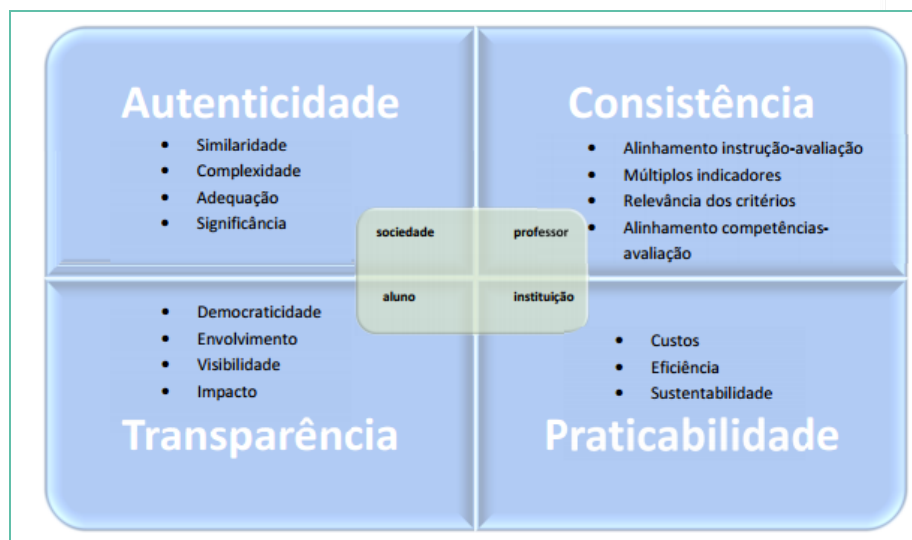 Autenticidade
• Similaridade
• Complexidade
• Adequação
• Significância
Consistência
• Alinhamento instrução-avaliação
• Múltiplos indicadores
• Relevância dos critérios
• Alinhamento competências-
avaliação
sociedade
professor
aluno
instituição
• Democraticidade
• Envolvimento
• Visibilidade
• Impacto
Transparência
• Custos
• Eficiência
• Sustentabilidade
Praticabilidade